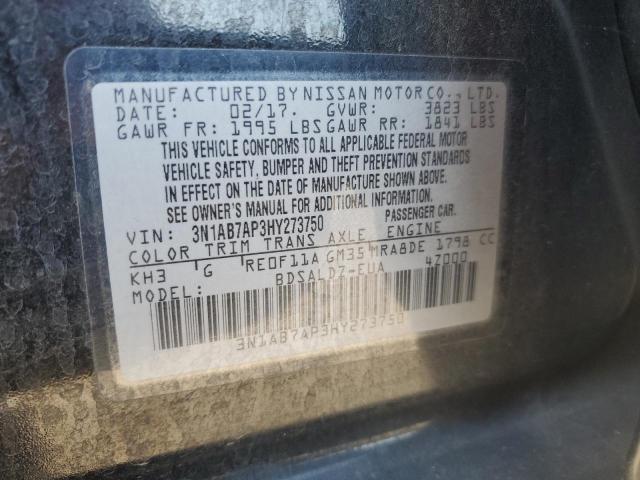 MANUFACTURED BY NISSAN MOTOR CO., LTD.
DATE: 02/17. GVWR: 3823 LBS
GAWR FR: 1995 LBS GAWR RR: 1841 LBS
THIS VEHICLE CONFORMS TO ALL APPLICABLE FEDERAL MOTOR
VEHICLE SAFETY, BUMPER AND THEFT PREVENTION STANDARDS
IN EFFECT ON THE DATE OF MANUFACTURE SHOWN ABOVE.
SEE OWNER'S MANUAL FOR ADDITIONAL INFORMATION.
VIN: 3N1AB7AP3HY273750 PASSENGER CAR.
COLOR TRIM TRANS AXLE ENGINE
KH3 G RE0F11A GM35 MRA8DE 1798 CC
MODEL: BDSALDZ-EUA 4Z000
3N1AB7AP3HY273750